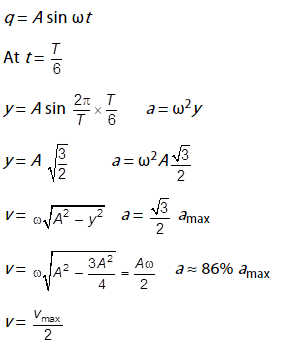 q = A sin ωt
At t = T/6
y = A sin 2π/T × T/6   a = ω²y
y = A √(3/2)   a = ω²A √3/2
v = ω√(A² − y²)   a = √3/2 a_max
v = ω√(A² − 3A²/4) = Aω/2   a ≈ 86% a_max
v = v_max/2